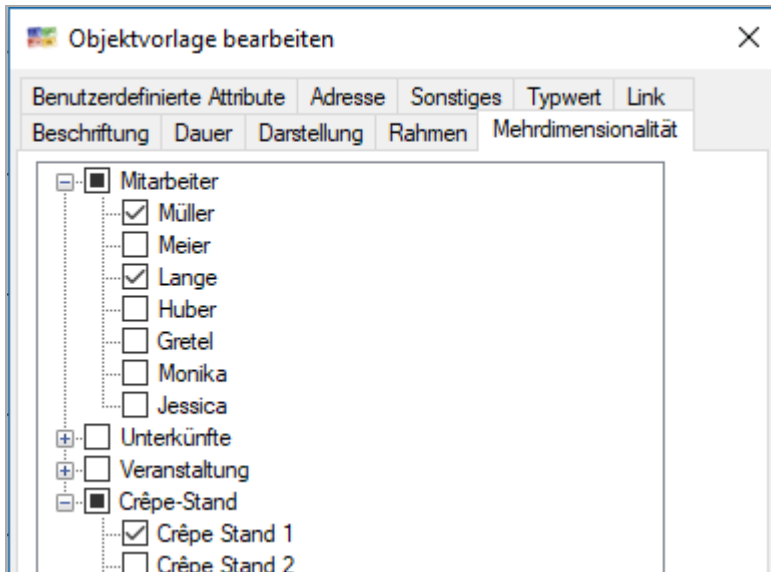 Objektvorlage bearbeiten
Benutzerdefinierte Attribute Adresse Sonstiges Typwert Link
Beschriftung Dauer Darstellung Rahmen Mehrdimensionalität
Mitarbeiter
Müller
Meier
Lange
Huber
Gretel
Monika
Jessica
Unterkünfte
Veranstaltung
Crêpe-Stand
Crêpe Stand 1
Crêpe Stand 2